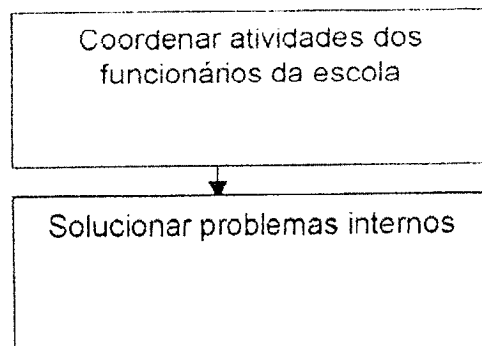 Coordenar atividades dos
funcionários da escola
Solucionar problemas internos